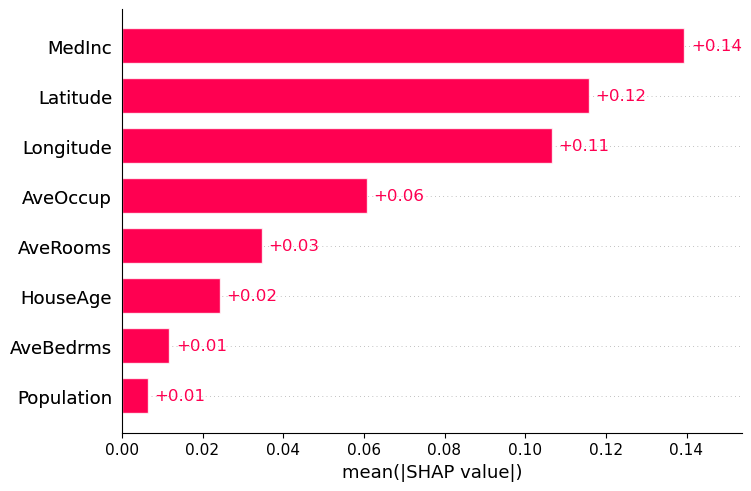 MedInc +0.14
Latitude +0.12
Longitude +0.11
AveOccup +0.06
AveRooms +0.03
HouseAge +0.02
AveBedrms +0.01
Population +0.01
0.00 0.02 0.04 0.06 0.08 0.10 0.12 0.14
mean(|SHAP value|)